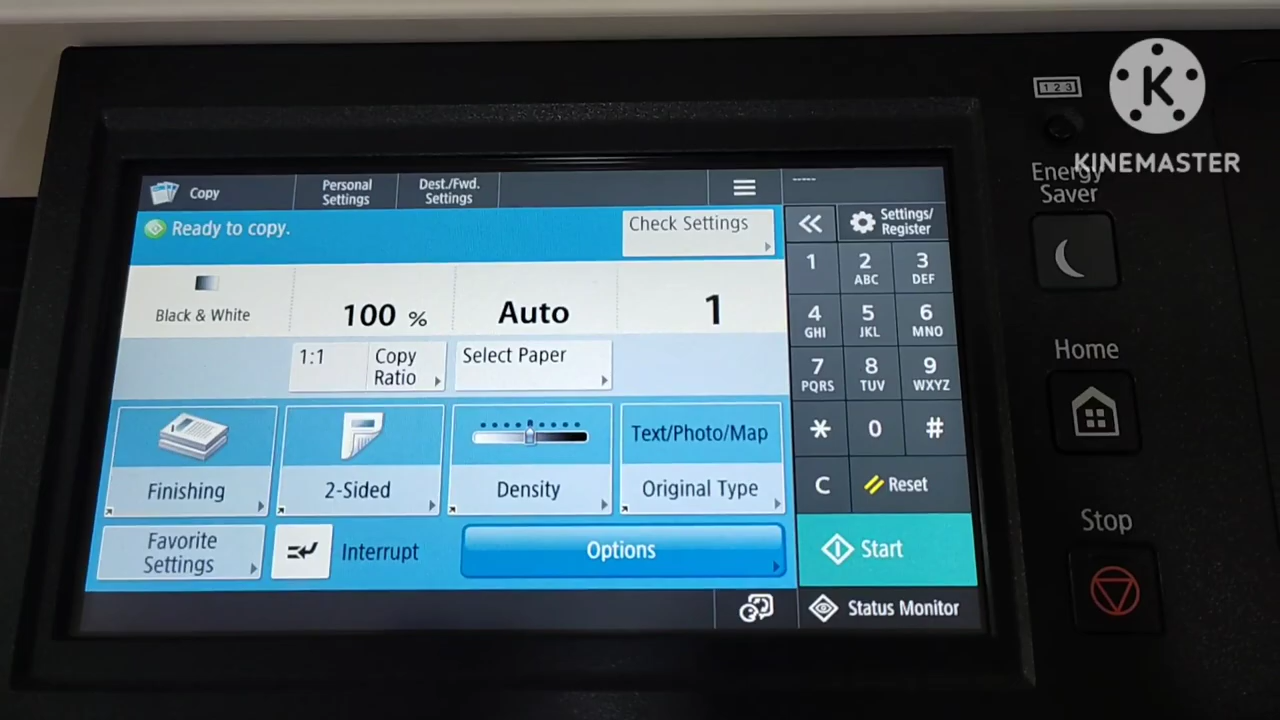 123
K
KINEMASTER
Energy
Saver
Copy
Personal
Settings
Dest./Fwd.
Settings
Ready to copy.
Check Settings
Settings/
Register
Black & White
100 %
Auto
1
1:1
Copy
Ratio
Select Paper
1
2
ABC
3
DEF
4
GHI
5
JKL
6
MNO
7
PQRS
8
TUV
9
WXYZ
*
0
#
C
Reset
Home
Text/Photo/Map
Finishing
2-Sided
Density
Original Type
Favorite
Settings
Interrupt
Options
Start
Status Monitor
Stop